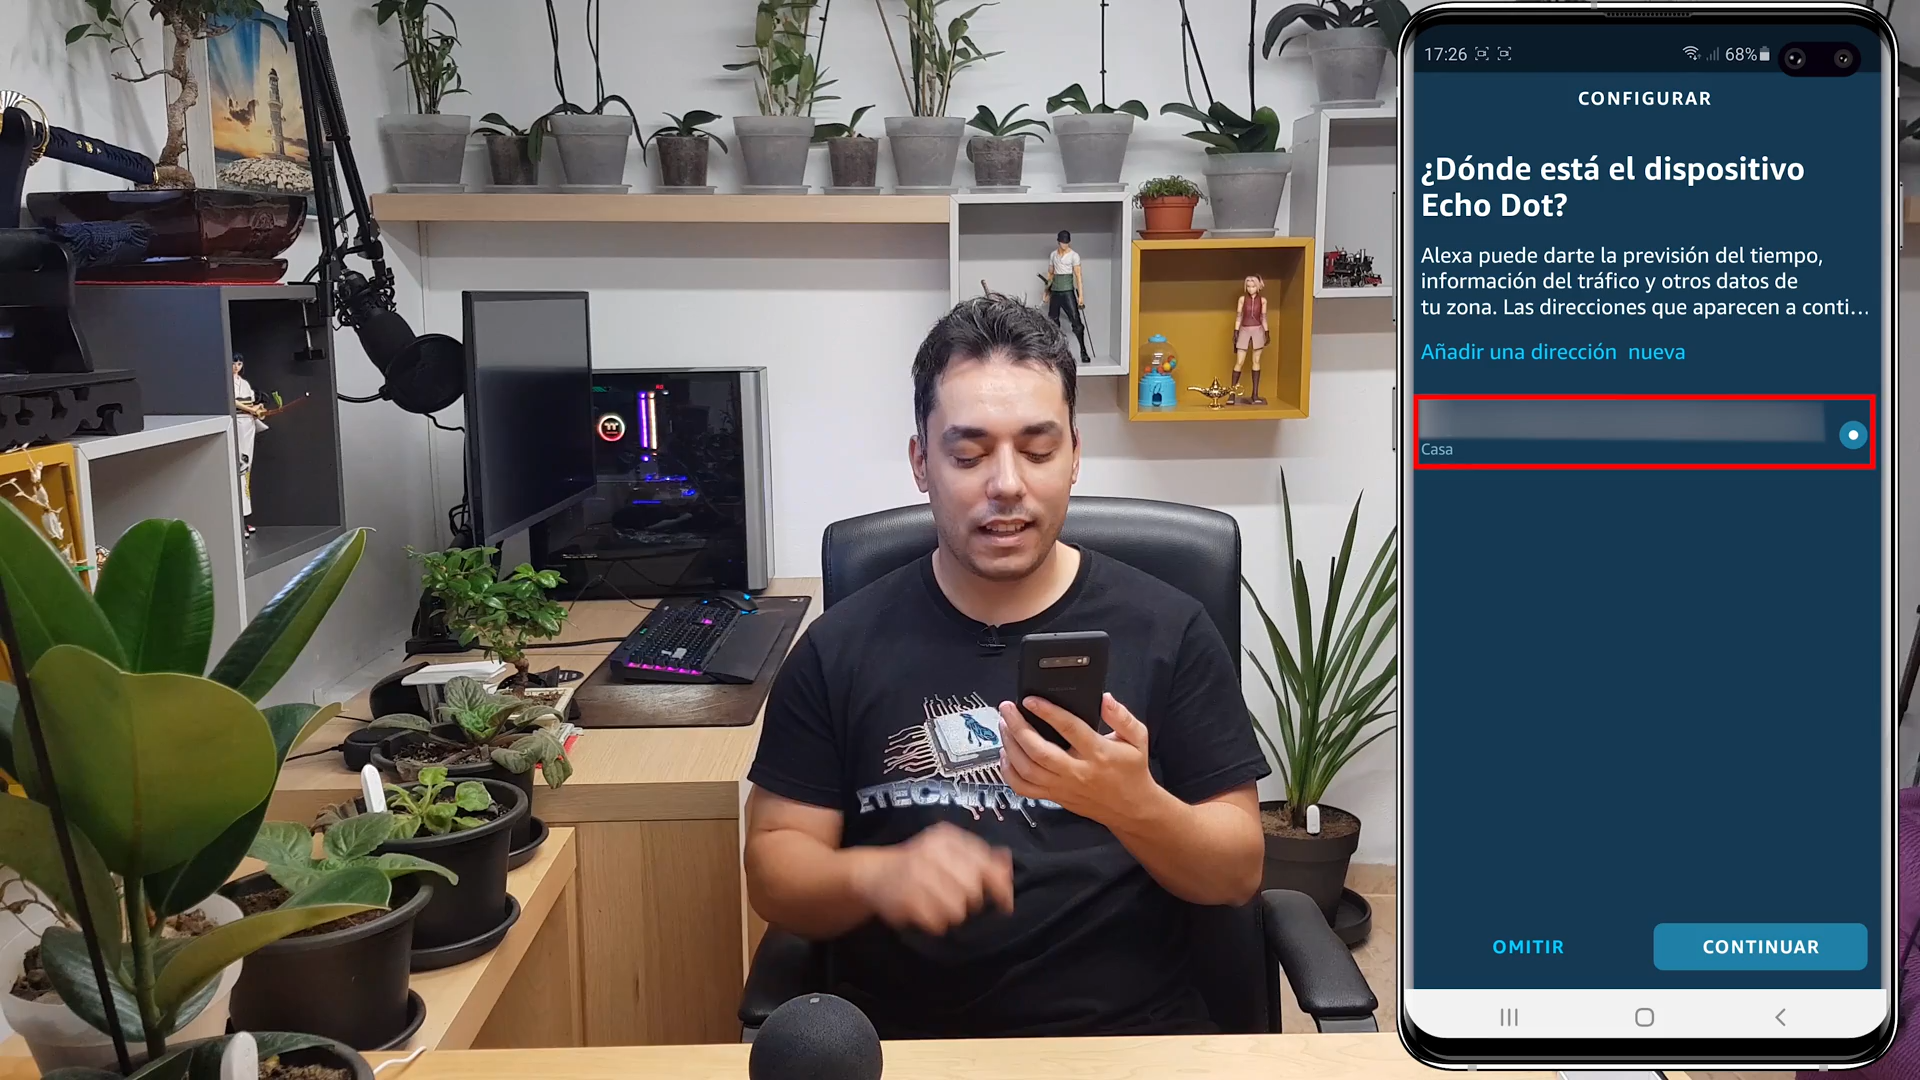 17:26
68%
CONFIGURAR
¿Dónde está el dispositivo
Echo Dot?
Alexa puede darte la previsión del tiempo,
información del tráfico y otros datos de
tu zona. Las direcciones que aparecen a conti...
Añadir una dirección nueva
Casa
OMITIR
CONTINUAR